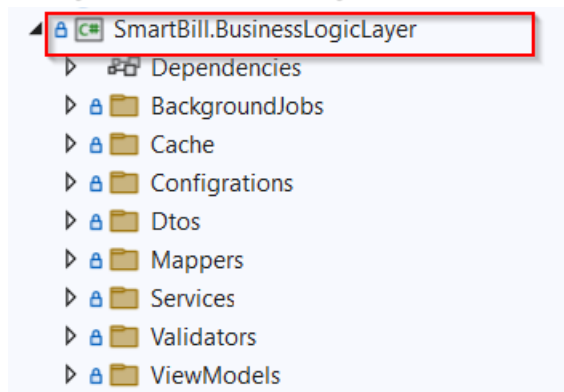 C# SmartBill.BusinessLogicLayer
Dependencies
BackgroundJobs
Cache
Configrations
Dtos
Mappers
Services
Validators
ViewModels